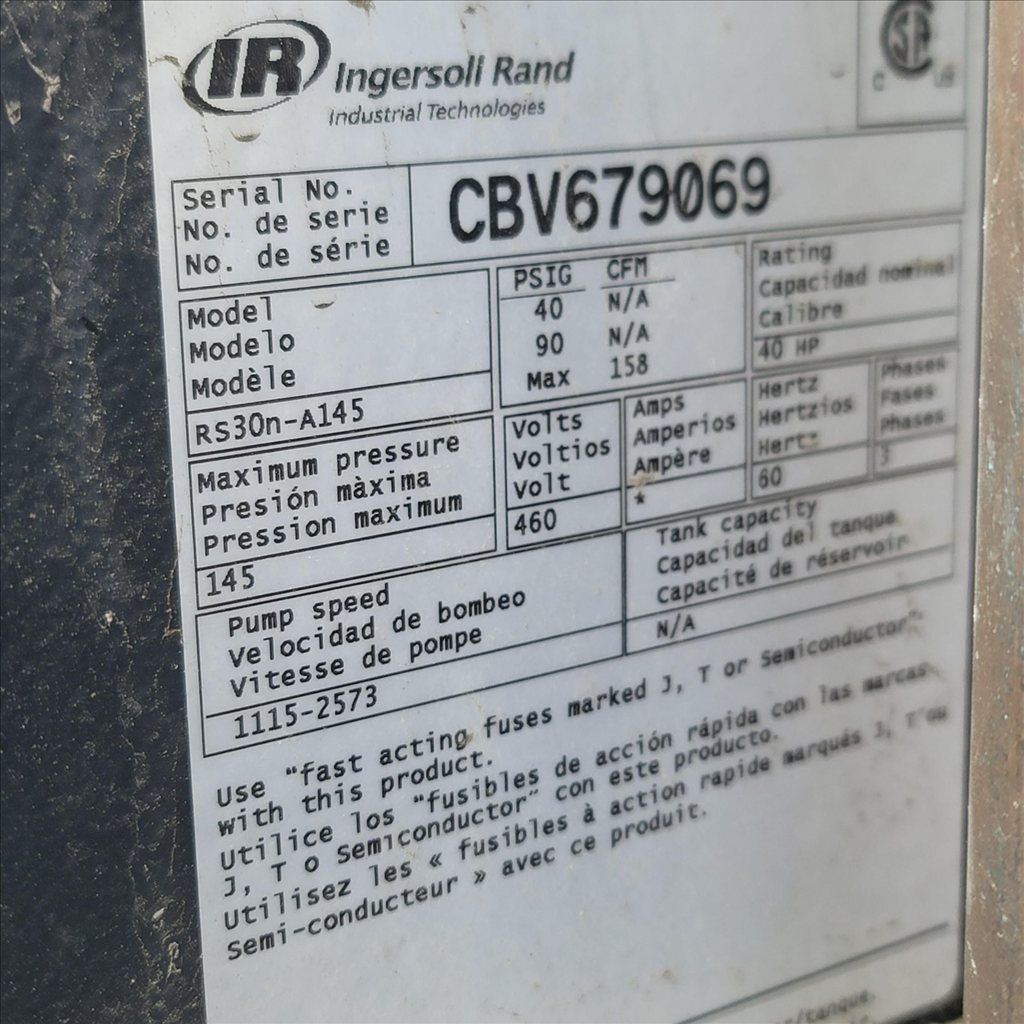 IR Ingersoll Rand
Industrial Technologies
Serial No.
No. de serie
No. de série
CBV679069
Model
Modelo
Modèle
RS30n-A145
PSIG CFM
40 N/A
90 N/A
Max 158
Rating
Capacidad nominal
Calibre
40 HP
Maximum pressure
Presión màxima
Pression maximum
145
Volts
Voltios
Volt
460
Amps
Amperios
Ampère
*
Hertz
Hertzios
Hertz
60
Phases
Fases
Phases
3
Pump speed
Velocidad de bombeo
Vitesse de pompe
1115-2573
Tank capacity
Capacidad del tanque
Capacité de réservoir
N/A
Use "fast acting fuses marked J, T or Semiconductor"
with this product.
Utilice los "fusibles de acción rápida con las marcas
J, T o Semiconductor" con este producto.
Utilisez les « fusibles à action rapide marqués J, T ou
Semi-conducteur » avec ce produit.
/tanque.